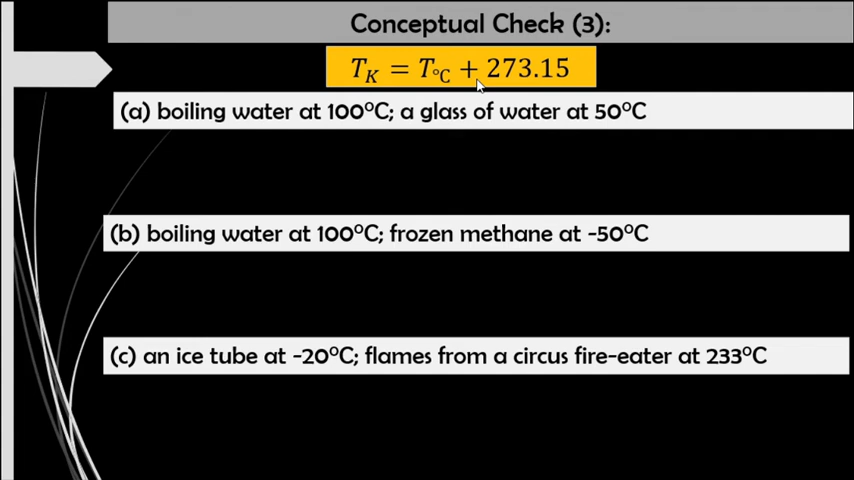 Conceptual Check (3):
T_K = T_°C + 273.15
(a) boiling water at 100°C; a glass of water at 50°C
(b) boiling water at 100°C; frozen methane at -50°C
(c) an ice tube at -20°C; flames from a circus fire-eater at 233°C